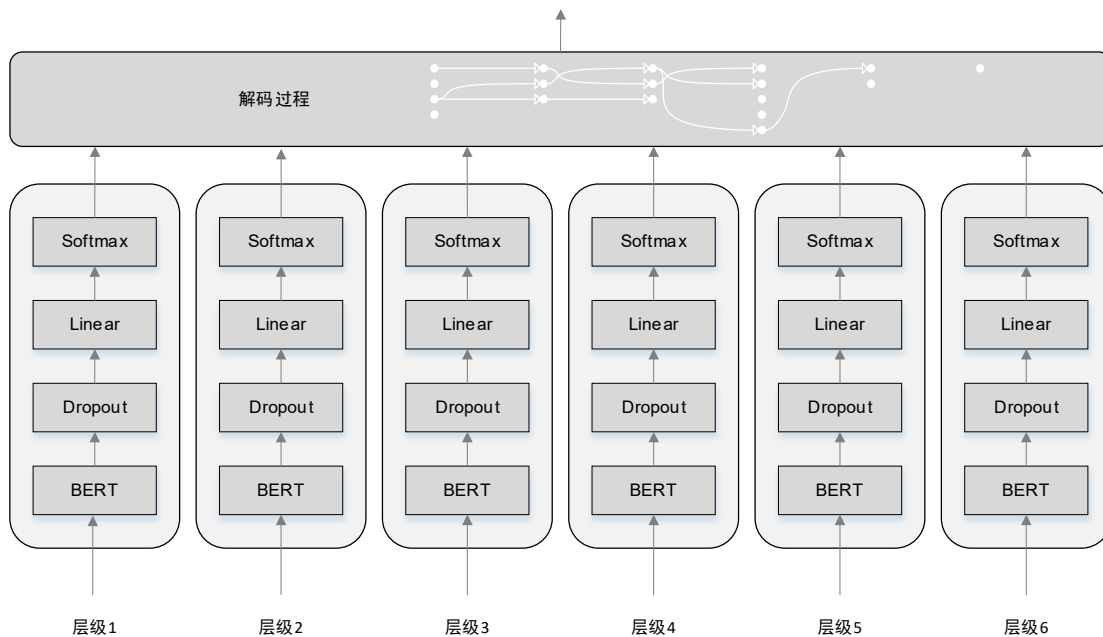 解码过程
Softmax Softmax Softmax Softmax Softmax Softmax
Linear Linear Linear Linear Linear Linear
Dropout Dropout Dropout Dropout Dropout Dropout
BERT BERT BERT BERT BERT BERT
层级1 层级2 层级3 层级4 层级5 层级6